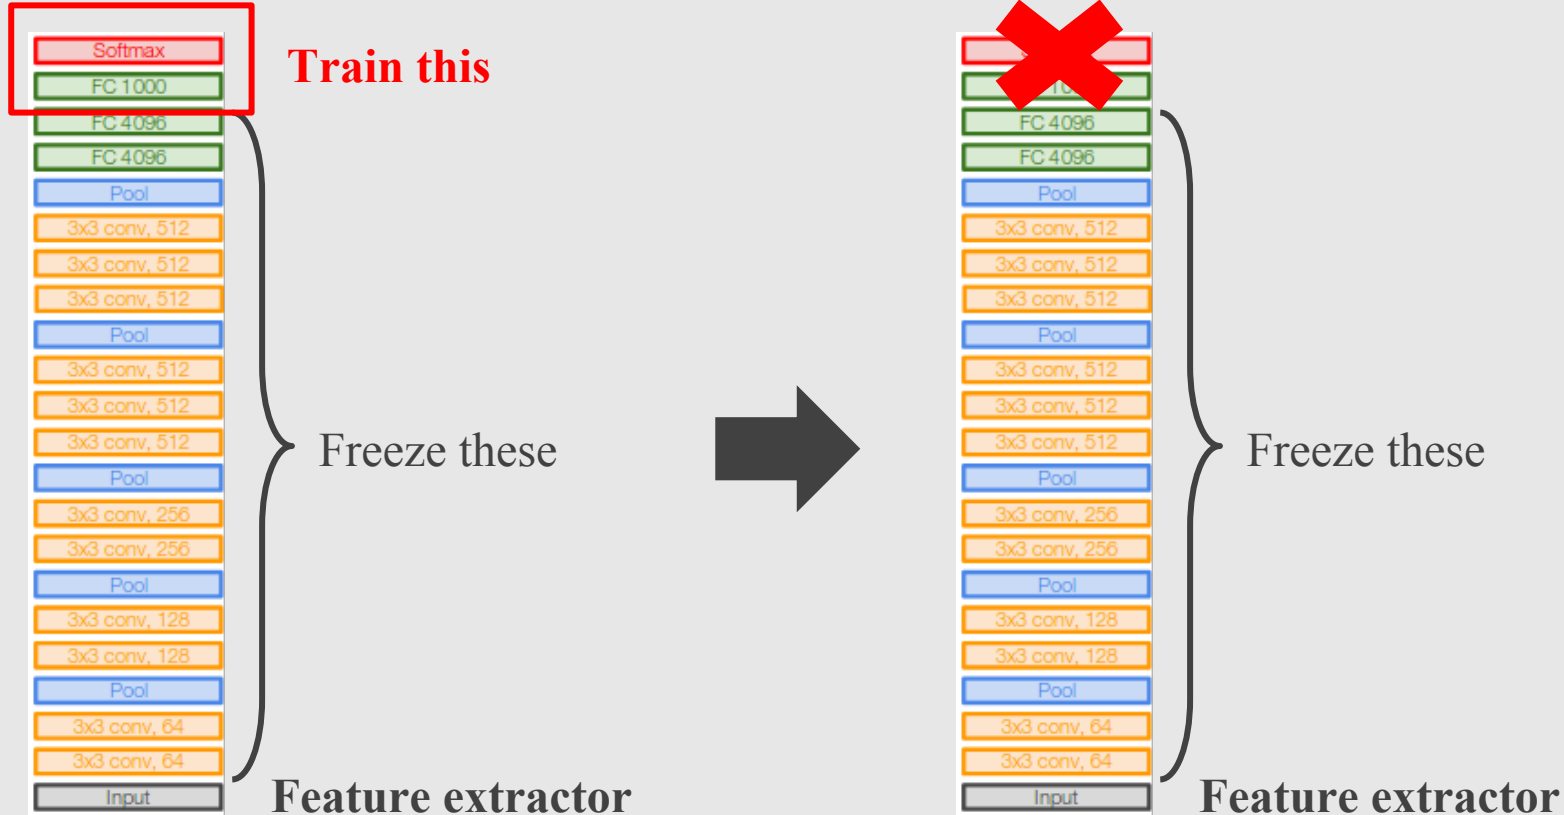 Softmax
FC 1000
FC 4096
FC 4096
Pool
3x3 conv, 512
3x3 conv, 512
3x3 conv, 512
Pool
3x3 conv, 512
3x3 conv, 512
3x3 conv, 512
Pool
3x3 conv, 256
3x3 conv, 256
Pool
3x3 conv, 128
3x3 conv, 128
Pool
3x3 conv, 64
3x3 conv, 64
Input
Train this
Freeze these
Feature extractor
FC 4096
FC 4096
Pool
3x3 conv, 512
3x3 conv, 512
3x3 conv, 512
Pool
3x3 conv, 512
3x3 conv, 512
3x3 conv, 512
Pool
3x3 conv, 256
3x3 conv, 256
Pool
3x3 conv, 128
3x3 conv, 128
Pool
3x3 conv, 64
3x3 conv, 64
Input
Freeze these
Feature extractor